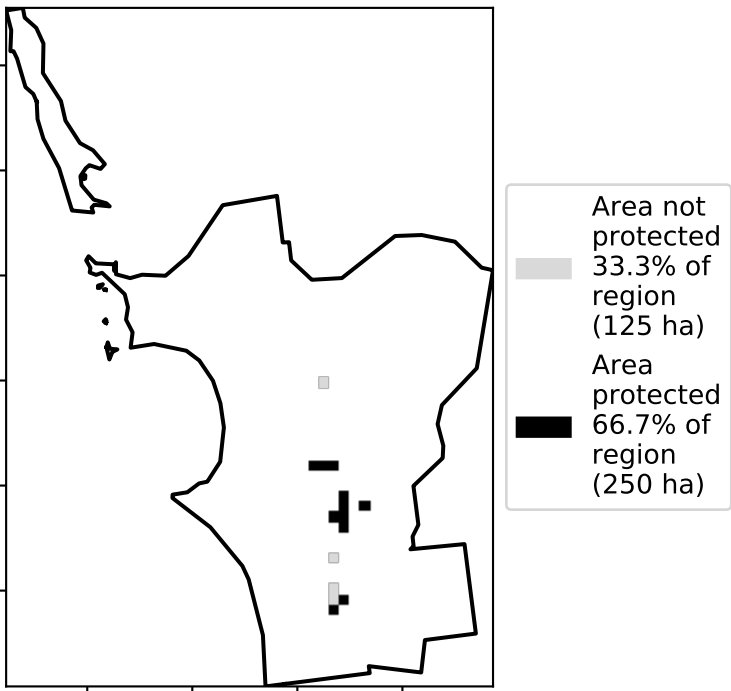 Area not
protected
33.3% of
region
(125 ha)
Area
protected
66.7% of
region
(250 ha)